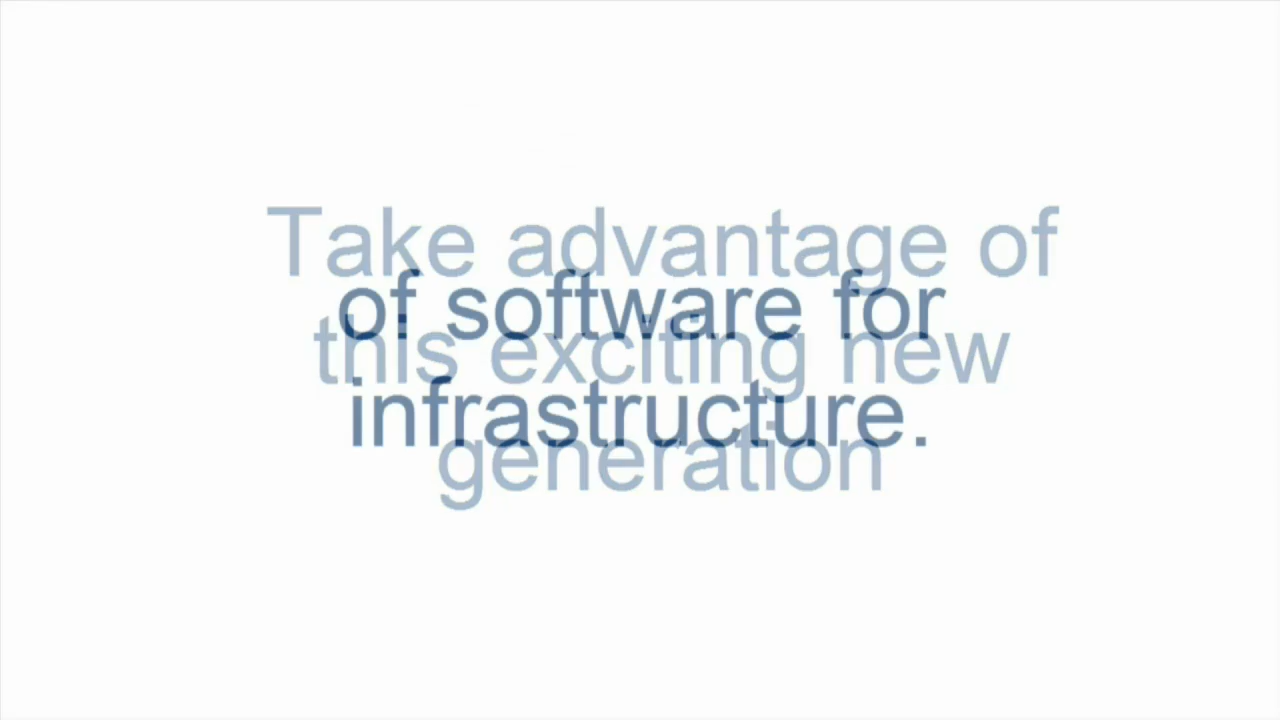 Take advantage of
this exciting new
generation
of software for
infrastructure.